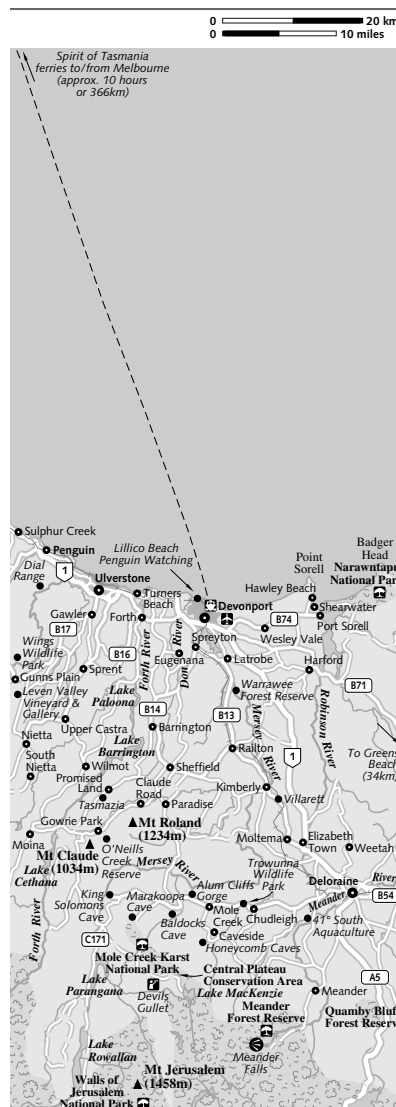 0 20 km
0 10 miles
Spirit of Tasmania
ferries to/from Melbourne
(approx. 10 hours
or 366km)
Sulphur Creek
Penguin
Badger
Head
Narawntapu
National Park
Point
Sorell
Lillico Beach
Penguin Watching
Dial
Range
1
Ulverstone
Hawley Beach
Turners
Beach
Devonport
Shearwater
Port Sorell
Gawler
Forth
B74
B17
Wesley Vale
Spreyton
Wings
Wildlife
Park
B16
Forth River
Don River
Eugenana
Latrobe
Harford
Gunns Plain
Sprent
B71
Leven Valley
Vineyard &
Gallery
Lake
Paloona
Warrawee
Forest Reserve
Robinson River
B14
B13
Mersey River
Upper Castra
Barrington
Nietta
Lake
Barrington
Railton
1
To Greens
Beach
(34km)
South
Nietta
Wilmot
Sheffield
Promised
Land
Claude
Road
Kimberly
Tasmazia
Paradise
Villarett
Gowrie Park
Mt Roland
(1234m)
Moina
O'Neills
Creek
Reserve
Moltema
Elizabeth
Town
Weetah
Mt Claude
(1034m)
Mersey River
Trowunna
Wildlife
Park
Lake
Cethana
Alum Cliffs
Gorge
Deloraine
River
King
Solomons
Cave
Marakoopa
Cave
Meander
B54
Mole
Creek
Chudleigh
Forth River
Baldocks
Cave
41° South
Aquaculture
Caveside
C171
Honeycomb Caves
Mole Creek Karst
National Park
Central Plateau
Conservation Area
A5
Lake
Parangana
Devils
Gullet
Lake MacKenzie
Meander
Meander
Forest Reserve
Quamby Bluff
Forest Reserve
Lake
Rowallan
Meander
Falls
Mt Jerusalem
(1458m)
Walls of
Jerusalem
National Park